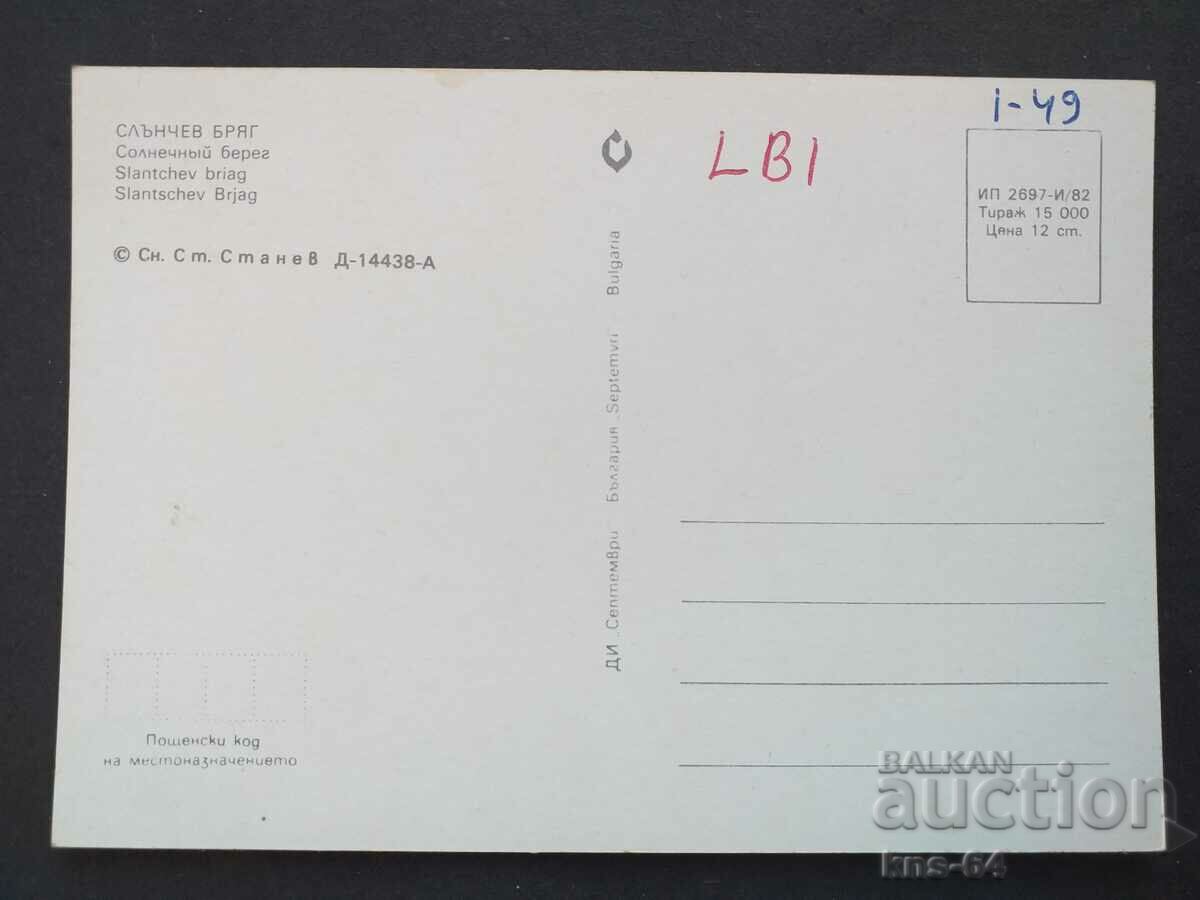 СЛЪНЧЕВ БРЯГ
Солнечный берег
Slantchev briag
Slantschev Brjag
© Сн. Ст. Станев Д-14438-А
Пощенски код
на местоназначението
ДИ „Септември България „Septemvri Bulgaria
LB1
i-49
ИП 2697-И/82
Тираж 15 000
Цена 12 ст.
BALKAN
auction
kns-64